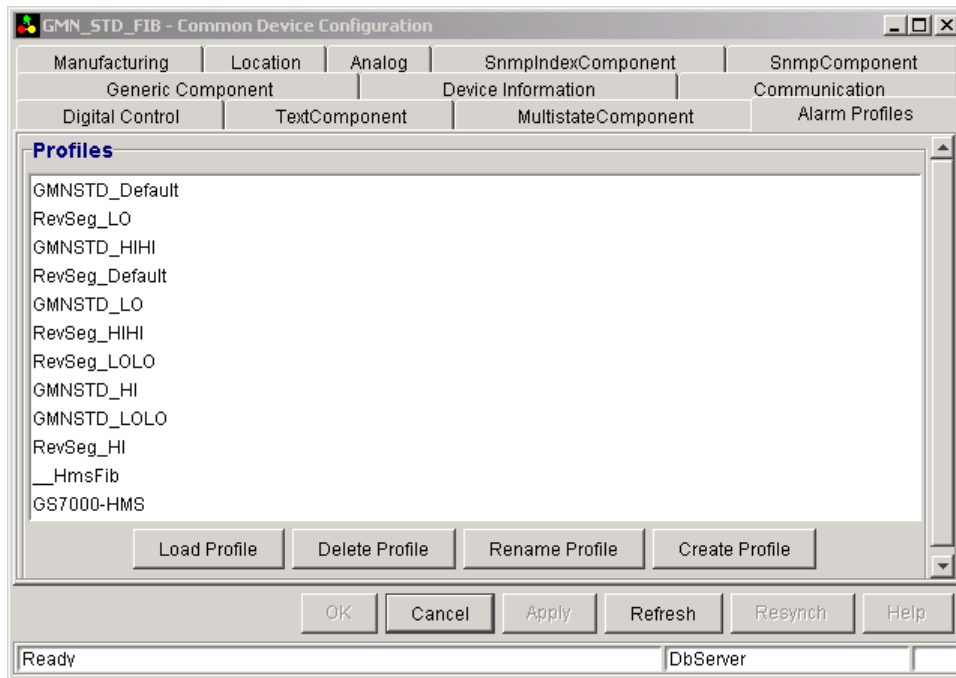 GMN_STD_FIB - Common Device Configuration
Manufacturing Location Analog SnmpIndexComponent SnmpComponent
Generic Component Device Information Communication
Digital Control TextComponent MultistateComponent Alarm Profiles
Profiles
GMNSTD_Default
RevSeg_LO
GMNSTD_HIHI
RevSeg_Default
GMNSTD_LO
RevSeg_HIHI
RevSeg_LOLO
GMNSTD_HI
GMNSTD_LOLO
RevSeg_HI
__HmsFib
GS7000-HMS
Load Profile Delete Profile Rename Profile Create Profile
OK Cancel Apply Refresh Resynch Help
Ready DbServer